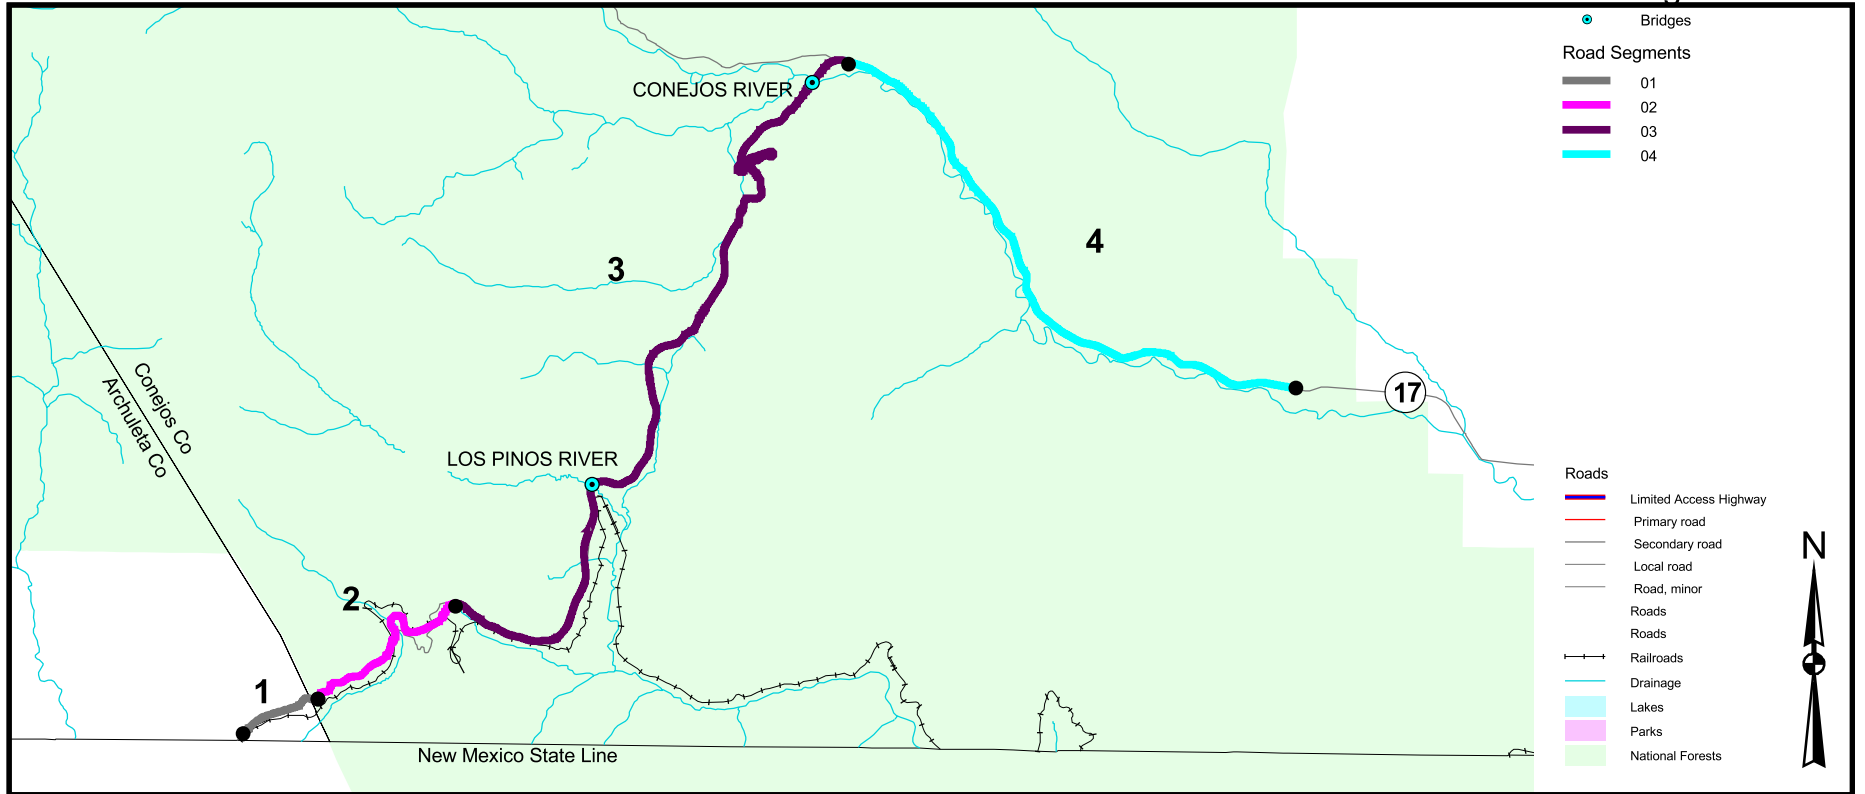 Bridges
Road Segments
01
02
03
04
CONEJOS RIVER
4
3
Conejos Co
Archuleta Co
17
LOS PINOS RIVER
2
1
New Mexico State Line
Roads
Limited Access Highway
Primary road
Secondary road
Local road
Road, minor
Roads
Roads
Railroads
Drainage
Lakes
Parks
National Forests
N